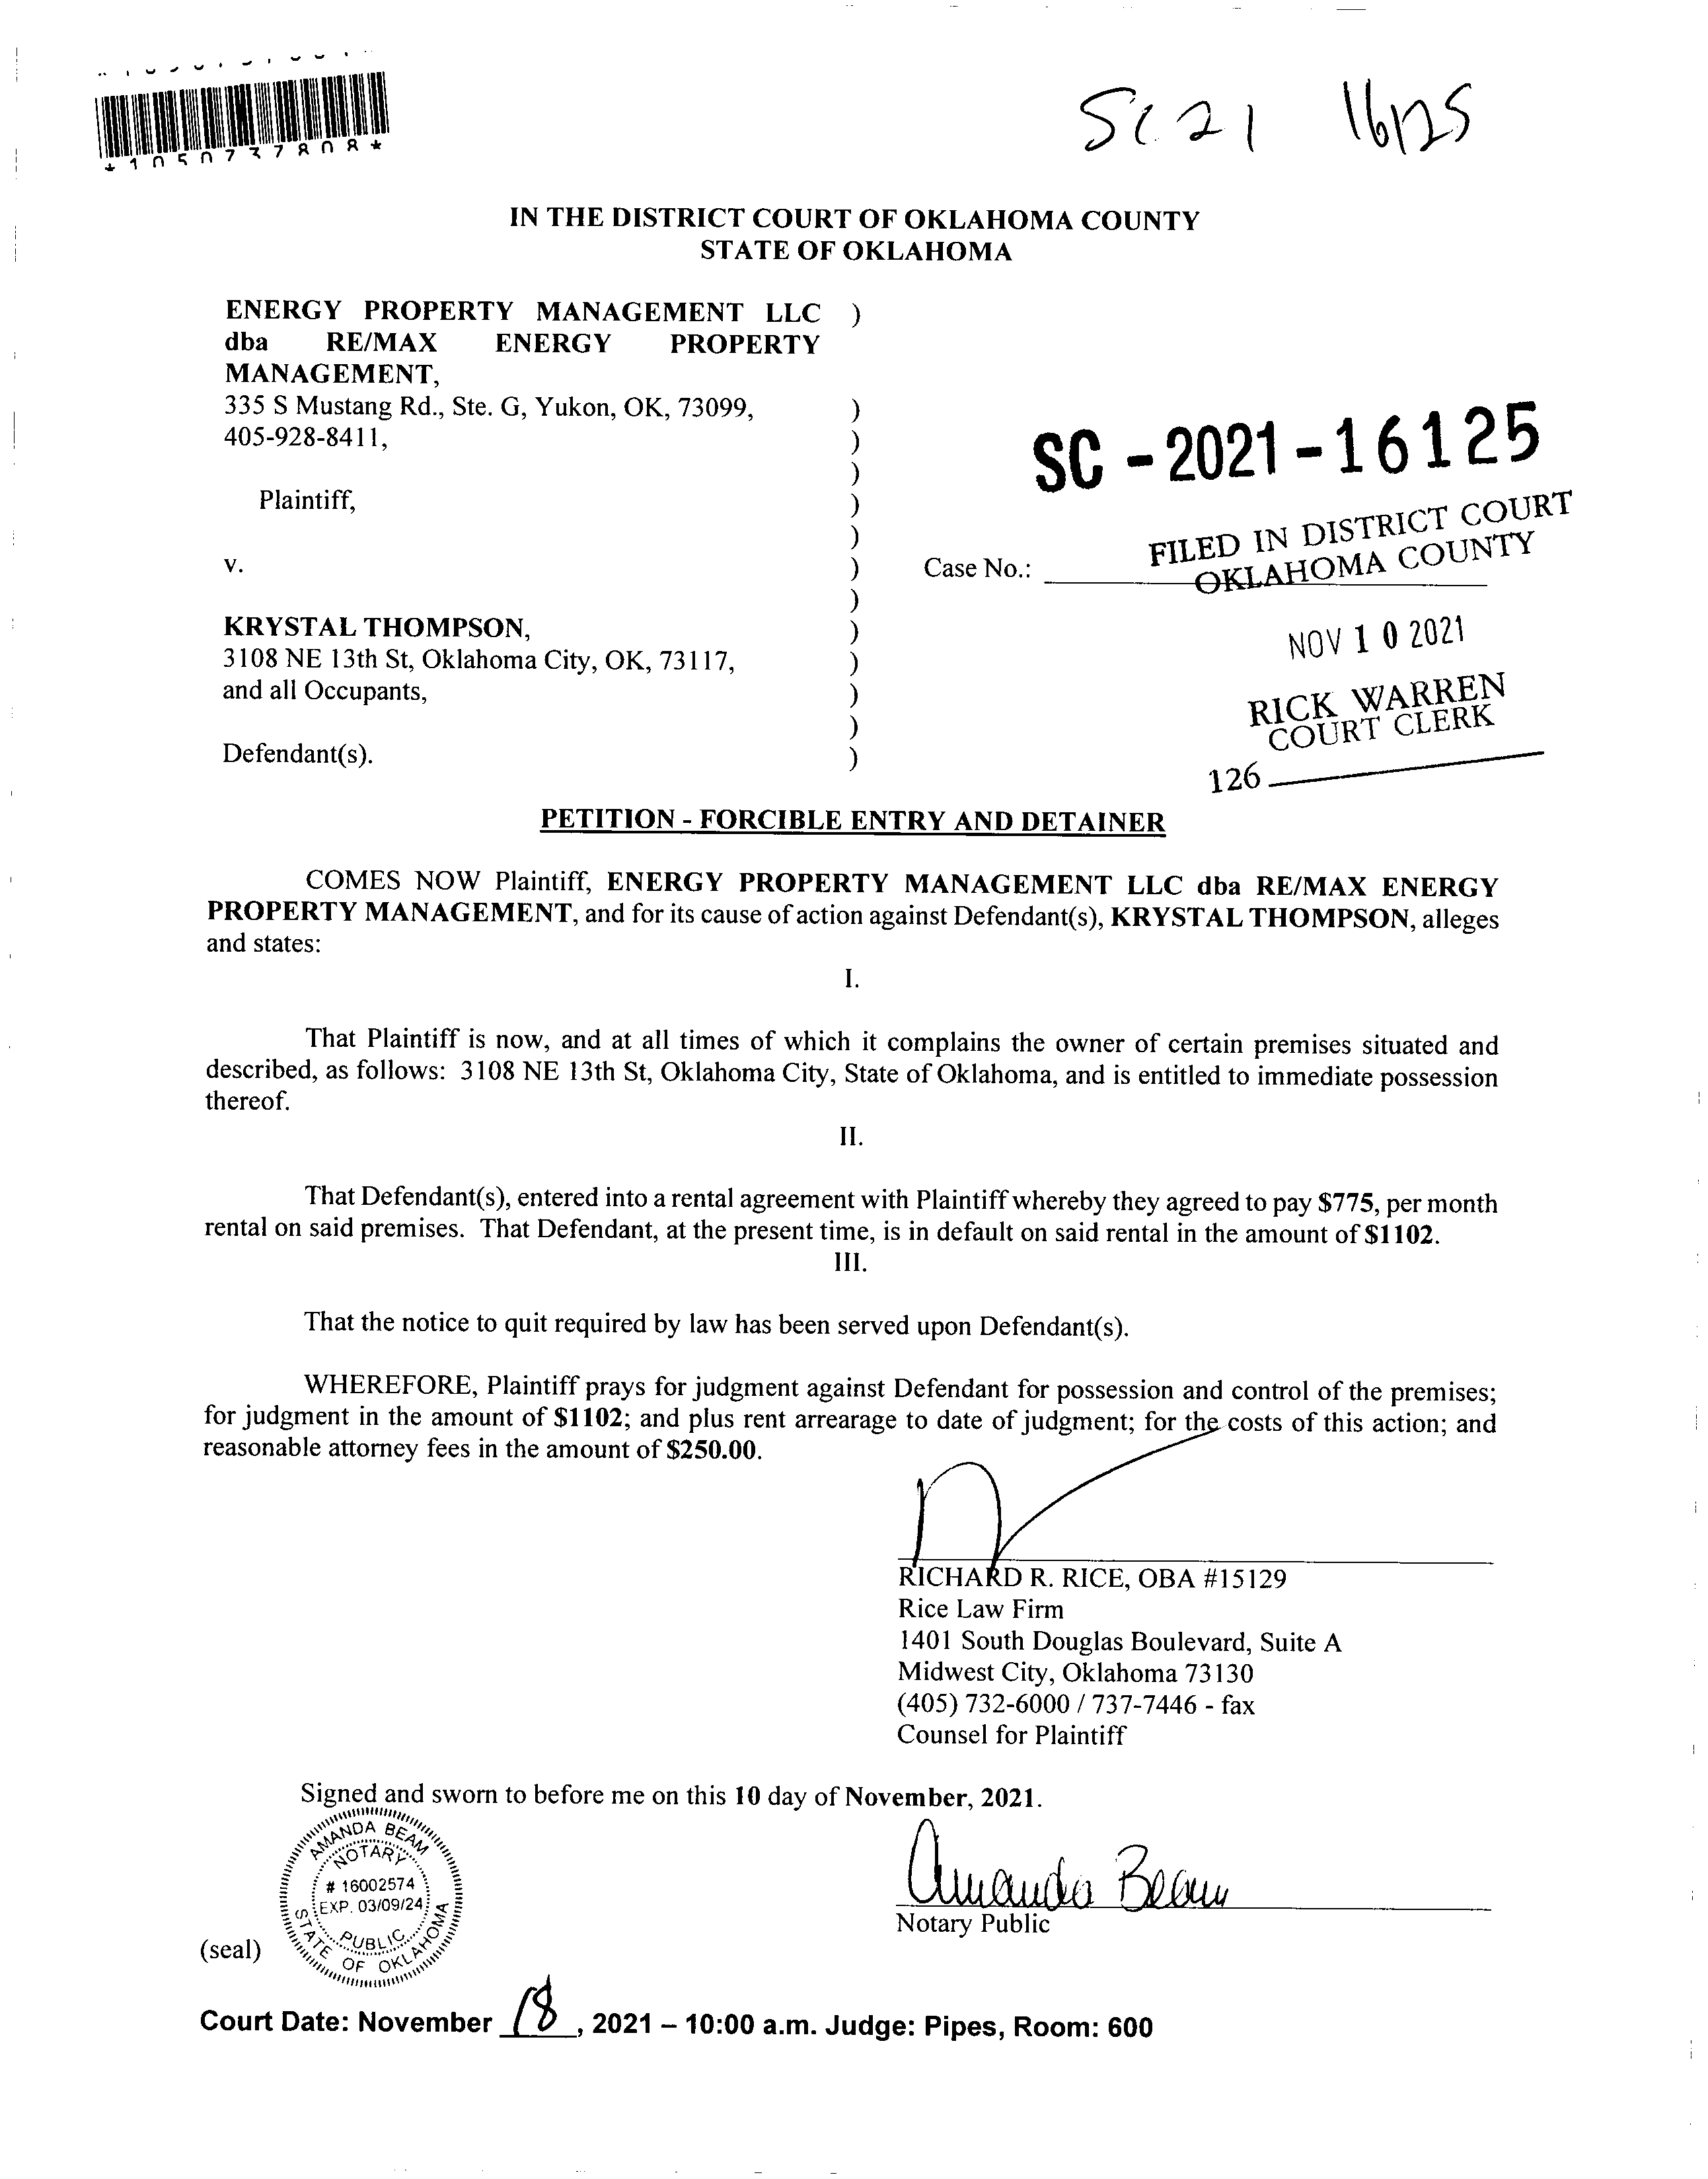 *1050737808*
SC 21 16125
IN THE DISTRICT COURT OF OKLAHOMA COUNTY
STATE OF OKLAHOMA
ENERGY PROPERTY MANAGEMENT LLC )
dba RE/MAX ENERGY PROPERTY
MANAGEMENT,
335 S Mustang Rd., Ste. G, Yukon, OK, 73099, )
405-928-8411, )
)
Plaintiff, )
)
v. )
)
KRYSTAL THOMPSON, )
3108 NE 13th St, Oklahoma City, OK, 73117, )
and all Occupants, )
)
Defendant(s). )
SC - 2021 - 16125
Case No.:
FILED IN DISTRICT COURT
OKLAHOMA COUNTY
NOV 10 2021
RICK WARREN
COURT CLERK
126
PETITION - FORCIBLE ENTRY AND DETAINER
COMES NOW Plaintiff, ENERGY PROPERTY MANAGEMENT LLC dba RE/MAX ENERGY
PROPERTY MANAGEMENT, and for its cause of action against Defendant(s), KRYSTAL THOMPSON, alleges
and states:
I.
That Plaintiff is now, and at all times of which it complains the owner of certain premises situated and
described, as follows: 3108 NE 13th St, Oklahoma City, State of Oklahoma, and is entitled to immediate possession
thereof.
II.
That Defendant(s), entered into a rental agreement with Plaintiff whereby they agreed to pay $775, per month
rental on said premises. That Defendant, at the present time, is in default on said rental in the amount of $1102.
III.
That the notice to quit required by law has been served upon Defendant(s).
WHEREFORE, Plaintiff prays for judgment against Defendant for possession and control of the premises;
for judgment in the amount of $1102; and plus rent arrearage to date of judgment; for the costs of this action; and
reasonable attorney fees in the amount of $250.00.
RICHARD R. RICE, OBA #15129
Rice Law Firm
1401 South Douglas Boulevard, Suite A
Midwest City, Oklahoma 73130
(405) 732-6000 / 737-7446 - fax
Counsel for Plaintiff
Signed and sworn to before me on this 10 day of November, 2021.
AMANDA BEAM
NOTARY
# 16002574
EXP. 03/09/24
PUBLIC
STATE OF OKLAHOMA
Amanda Beam
Notary Public
(seal)
Court Date: November 18, 2021 – 10:00 a.m. Judge: Pipes, Room: 600